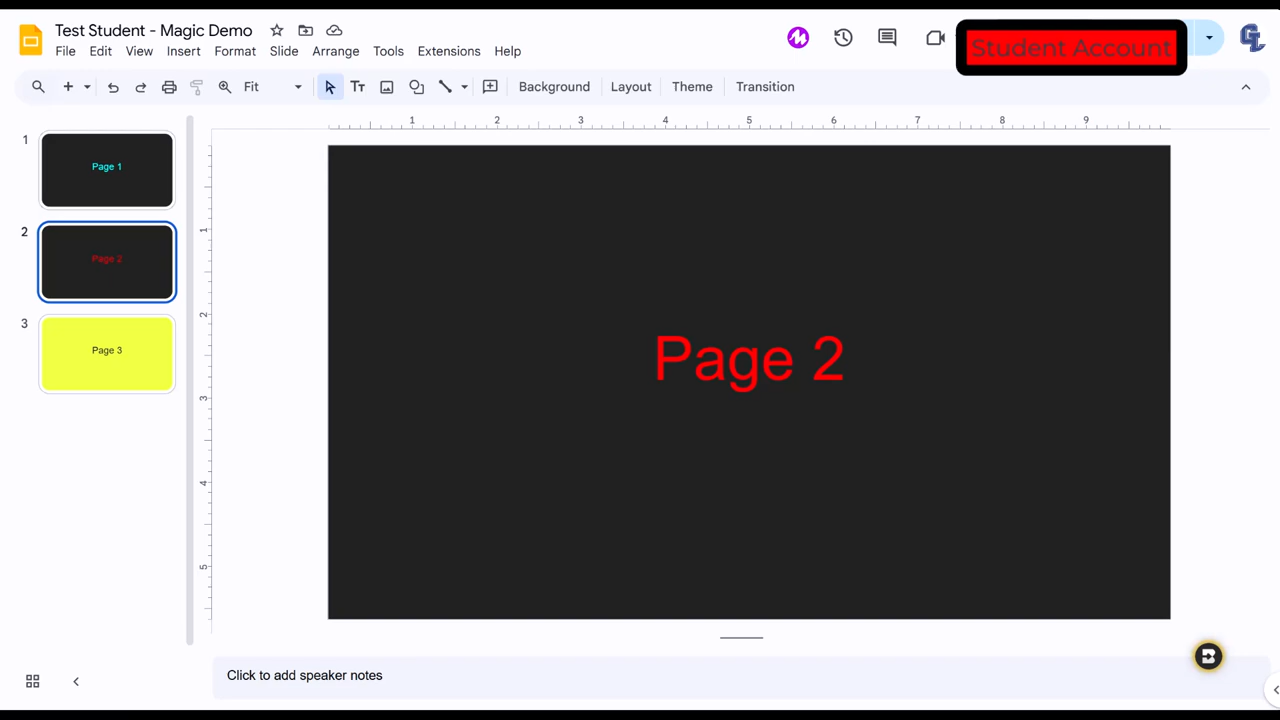 Test Student - Magic Demo
File Edit View Insert Format Slide Arrange Tools Extensions Help
Student Account
Fit Background Layout Theme Transition
1 2 3 4 5 6 7 8 9
1
2
3
4
5
1
Page 1
2
Page 2
3
Page 3
Page 2
Click to add speaker notes